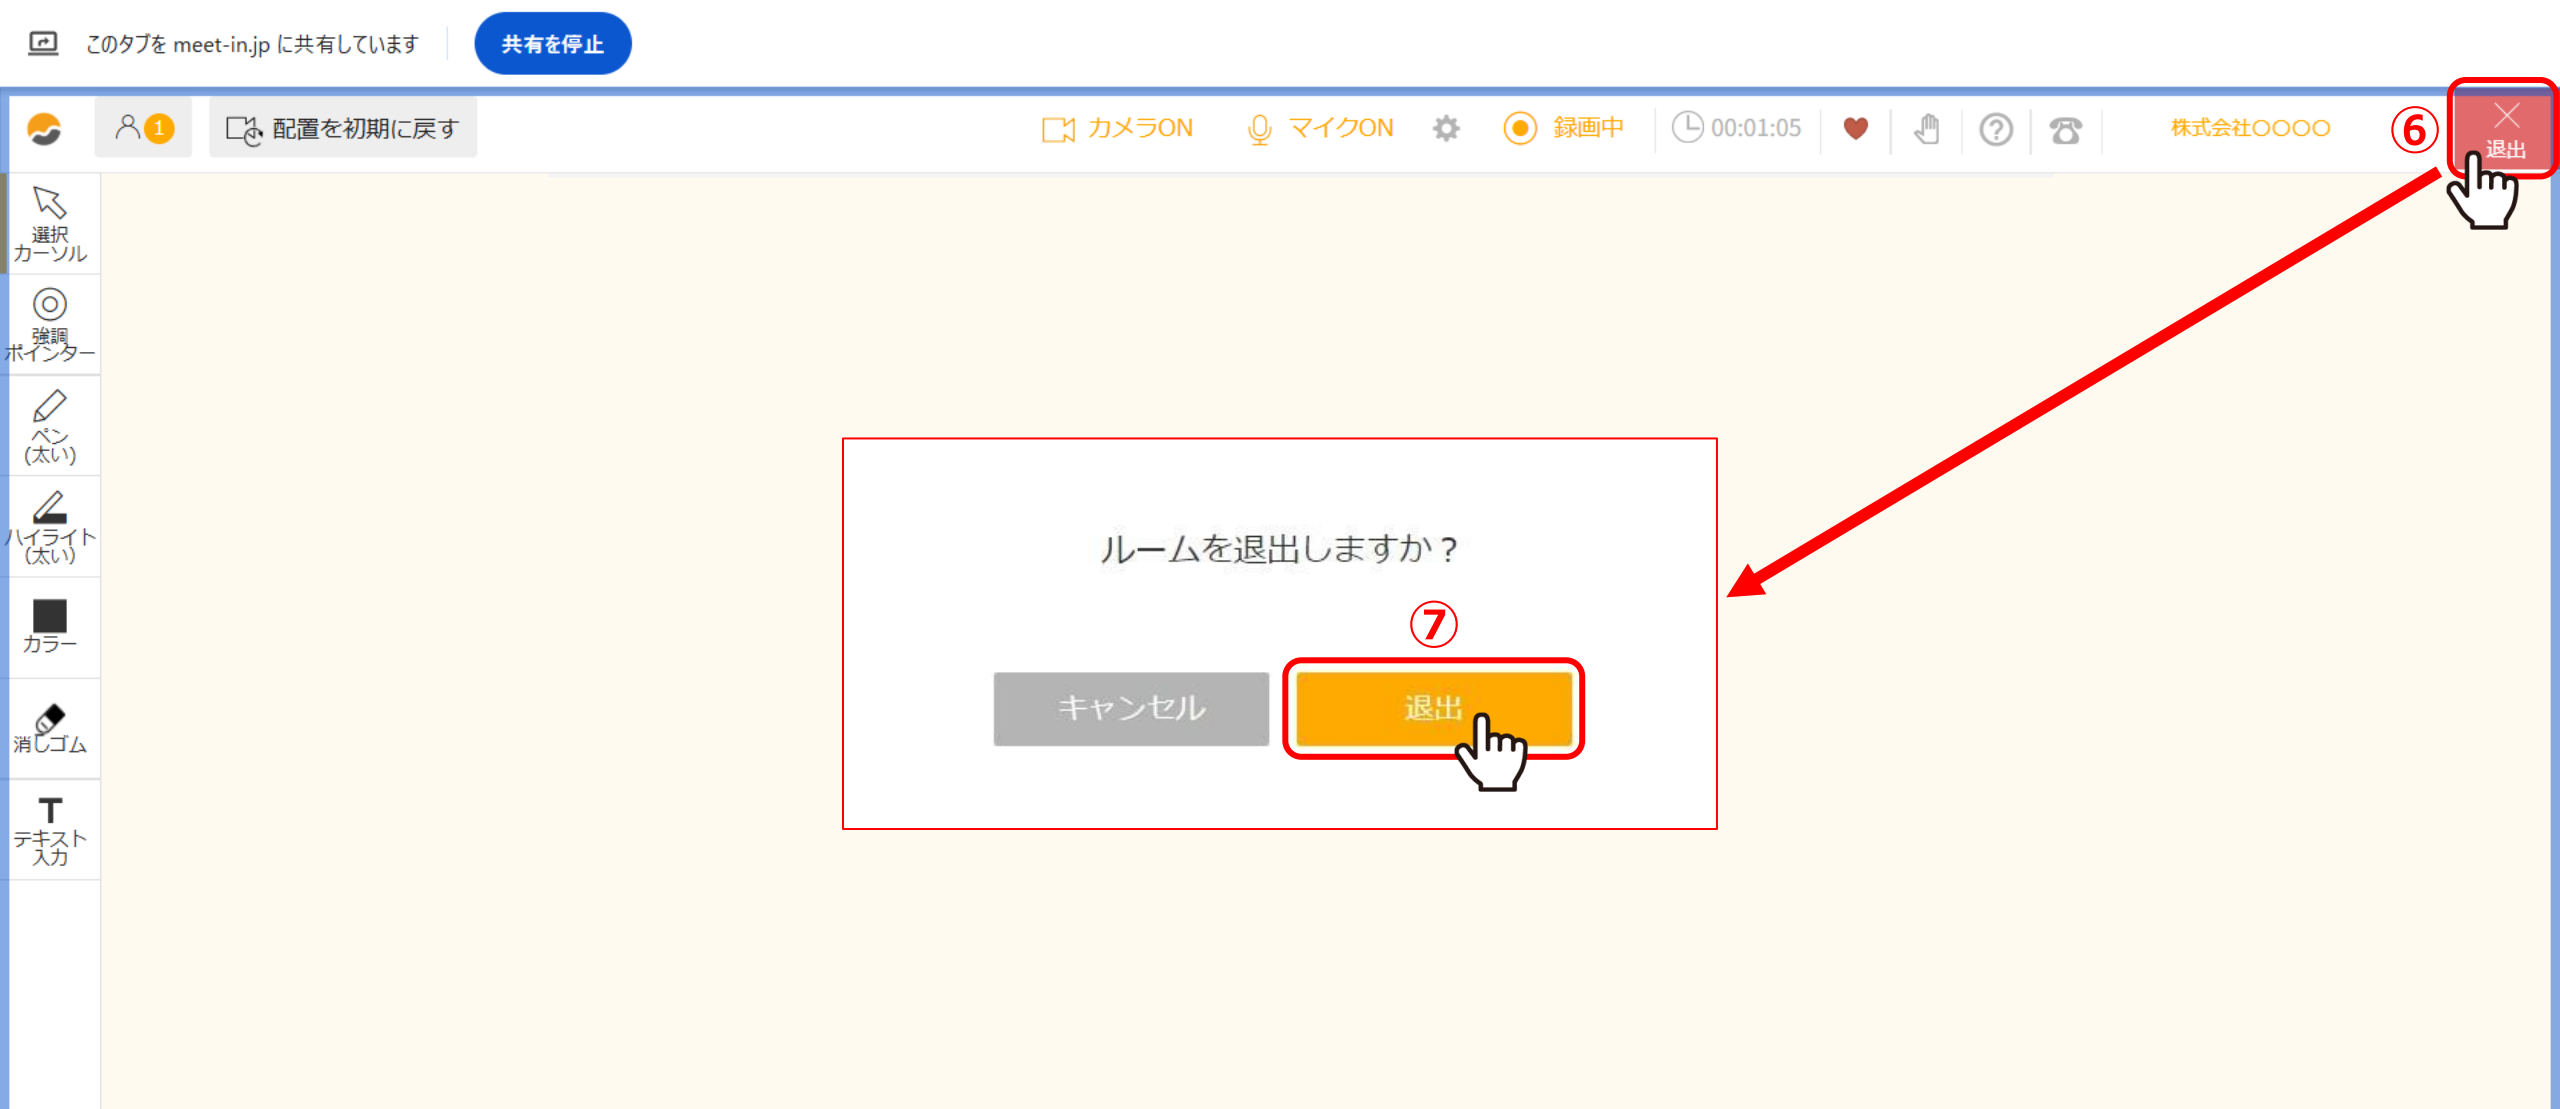 このタブを meet-in.jp に共有しています
共有を停止
1
配置を初期に戻す
カメラON
マイクON
録画中
00:01:05
?
株式会社〇〇〇〇
⑥
退出
選択
カーソル
強調
ポインター
ペン
(太い)
ハイライト
(太い)
カラー
消しゴム
T
テキスト
入力
ルームを退出しますか？
⑦
キャンセル
退出